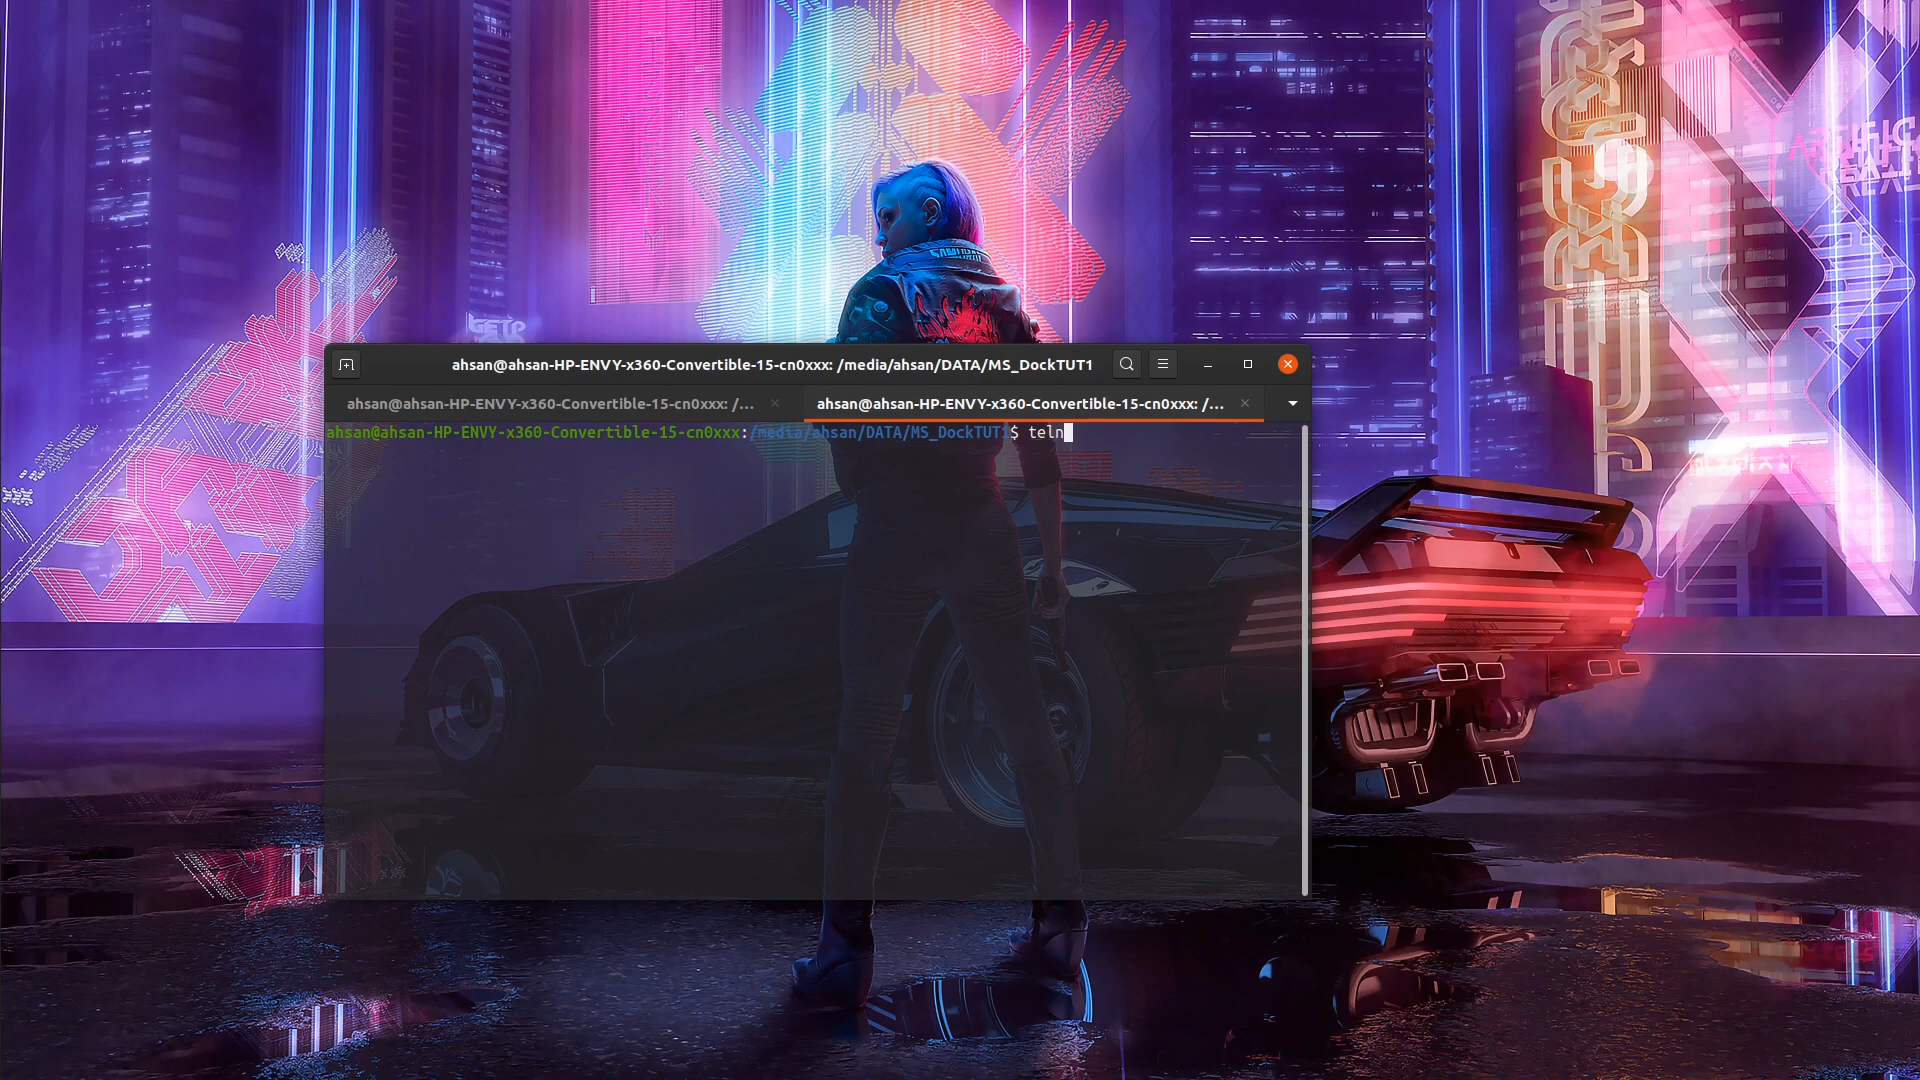 SAMURAI
ahsan@ahsan-HP-ENVY-x360-Convertible-15-cn0xxx: /media/ahsan/DATA/MS_DockTUT1
ahsan@ahsan-HP-ENVY-x360-Convertible-15-cn0xxx: /...
ahsan@ahsan-HP-ENVY-x360-Convertible-15-cn0xxx: /...
ahsan@ahsan-HP-ENVY-x360-Convertible-15-cn0xxx:/media/ahsan/DATA/MS_DockTUT1$ teln